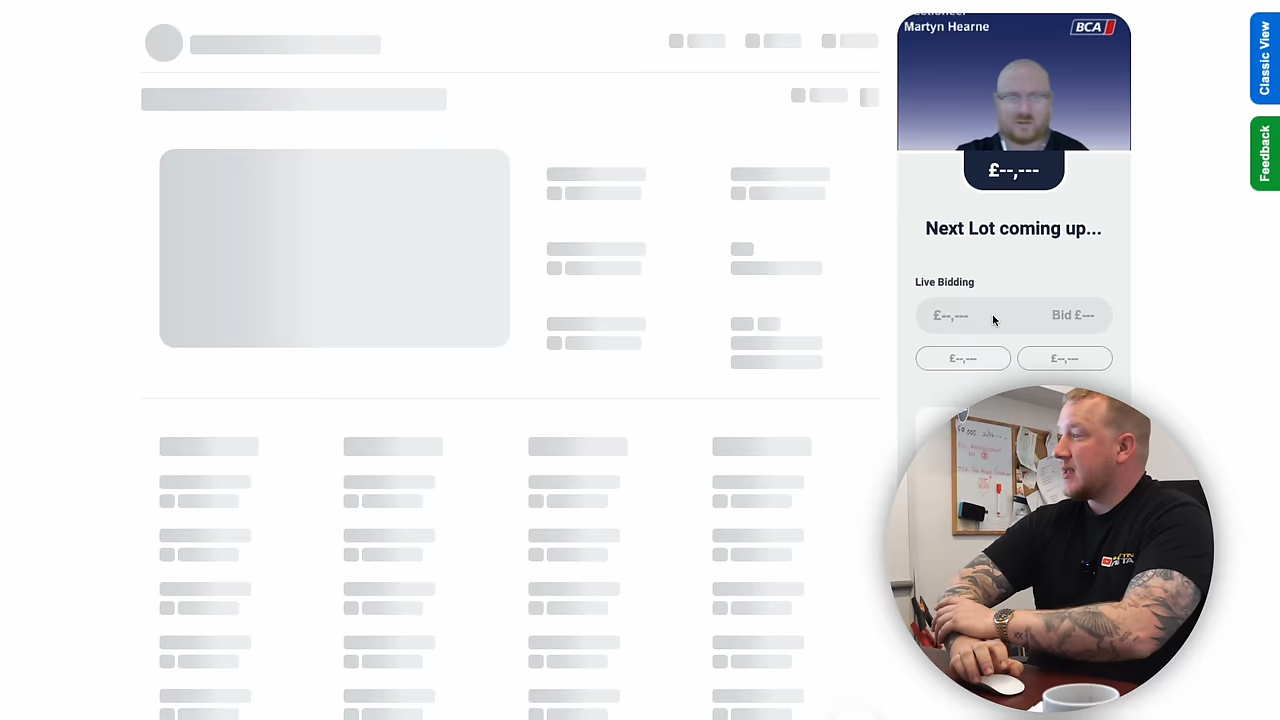 Martyn Hearne
BCA
£--,---
Next Lot coming up...
Live Bidding
£--,---
Bid £---
£--,---
£--,---
Classic View
Feedback